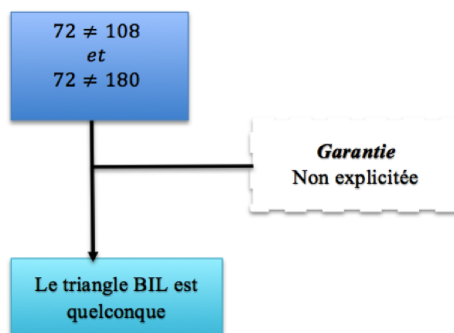 72 ≠ 108
et
72 ≠ 180
Garantie
Non explicitée
Le triangle BIL est
quelconque